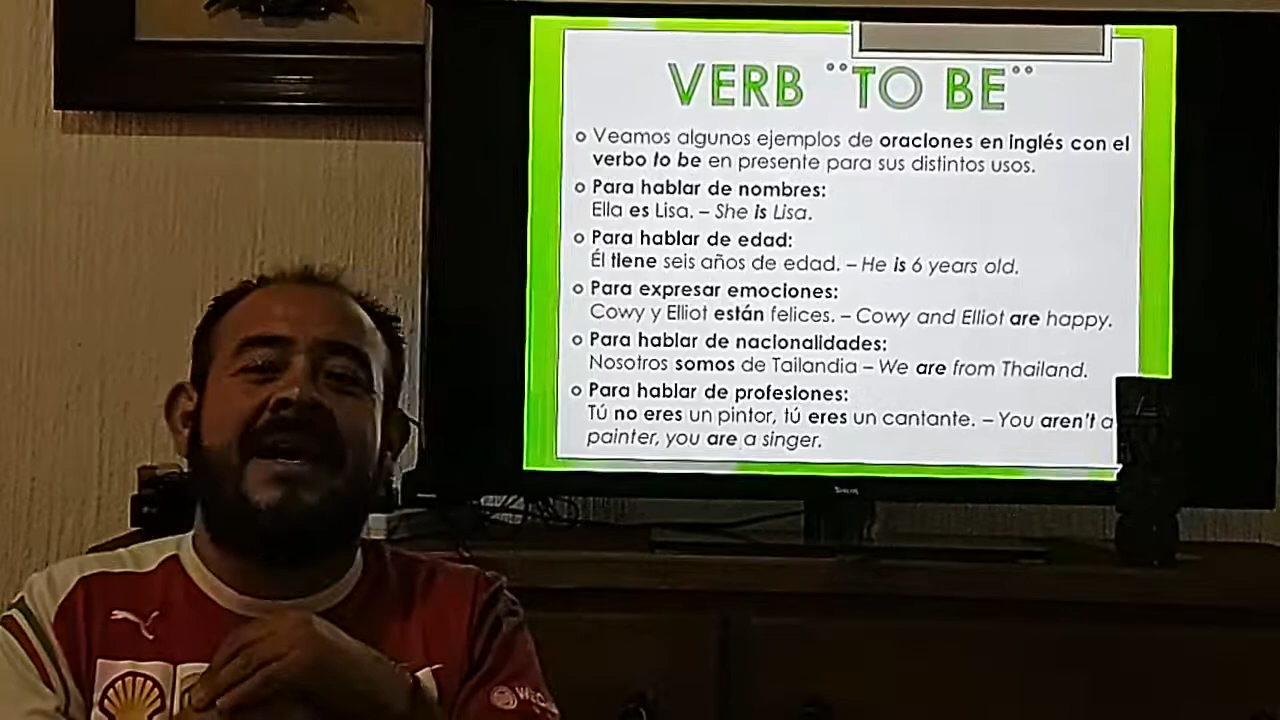 VERB ¨TO BE¨
Veamos algunos ejemplos de oraciones en inglés con el
verbo to be en presente para sus distintos usos.
Para hablar de nombres:
Ella es Lisa. – She is Lisa.
Para hablar de edad:
Él tiene seis años de edad. – He is 6 years old.
Para expresar emociones:
Cowy y Elliot están felices. – Cowy and Elliot are happy.
Para hablar de nacionalidades:
Nosotros somos de Tailandia – We are from Thailand.
Para hablar de profesiones:
Tú no eres un pintor, tú eres un cantante. – You aren't a
painter, you are a singer.